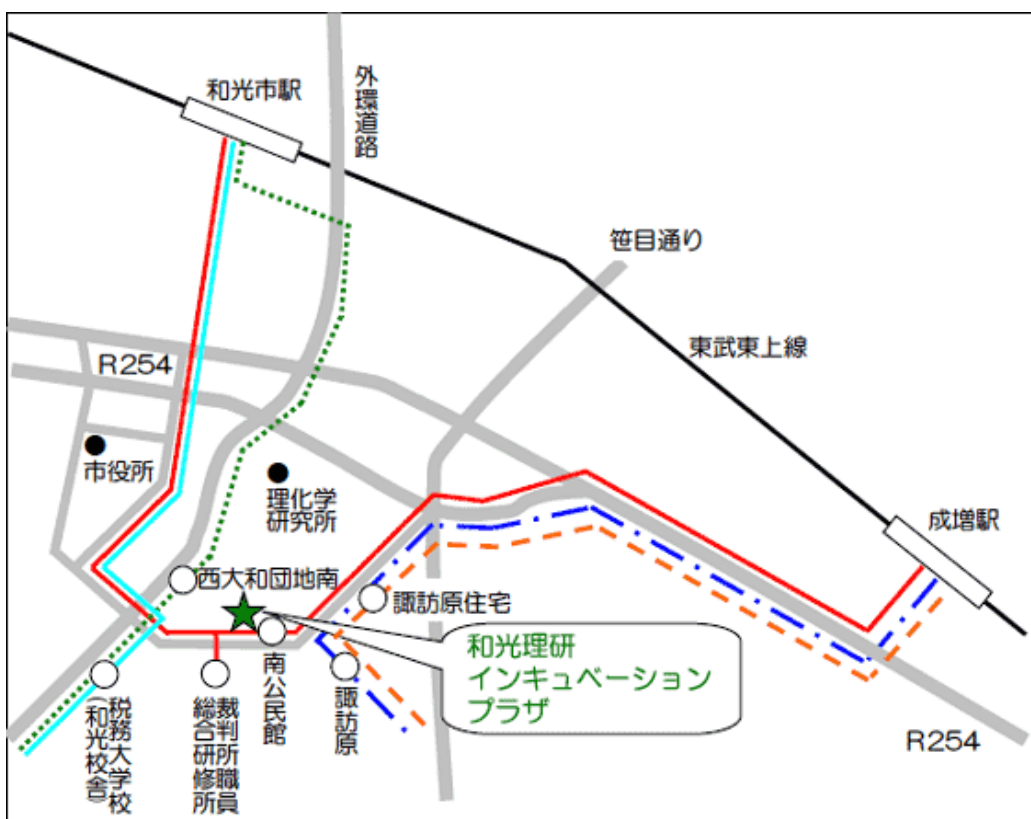 和光市駅
外環道路
笹目通り
東武東上線
R254
市役所
理化学
研究所
成増駅
西大和団地南
諏訪原住宅
和光理研
インキュベーション
プラザ
南公民館
諏訪原
裁判所職員
総合研修所
税務大学校
(和光校舎)
R254